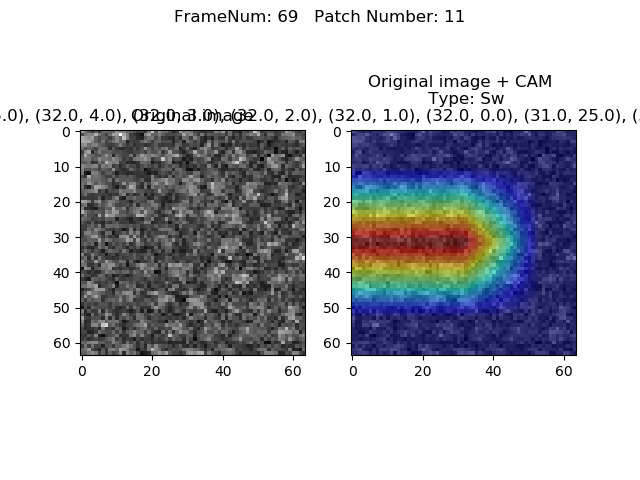 FrameNum: 69   Patch Number: 11
Original image + CAM
Type: Sw
.0), (32.0, 4.0), (32.0, 3.0), (32.0, 2.0), (32.0, 1.0), (32.0, 0.0), (31.0, 25.0), (
Original image
0
10
20
30
40
50
60
0 20 40 60
0
10
20
30
40
50
60
0 20 40 60